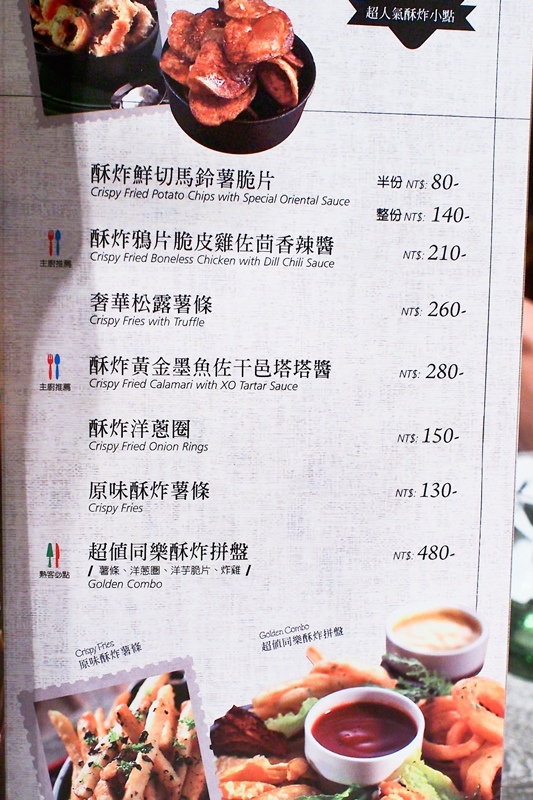 超人氣酥炸小點
酥炸鮮切馬鈴薯脆片 半份 NT$: 80-
Crispy Fried Potato Chips with Special Oriental Sauce
整份 NT$: 140-
酥炸鴉片脆皮雞佐茴香辣醬 NT$: 210-
Crispy Fried Boneless Chicken with Dill Chili Sauce
主廚推薦
奢華松露薯條 NT$: 260-
Crispy Fries with Truffle
酥炸黃金墨魚佐干邑塔塔醬 NT$: 280-
Crispy Fried Calamari with XO Tartar Sauce
主廚推薦
酥炸洋蔥圈 NT$: 150-
Crispy Fried Onion Rings
原味酥炸薯條 NT$: 130-
Crispy Fries
超值同樂酥炸拼盤 NT$: 480-
/ 薯條、洋蔥圈、洋芋脆片、炸雞 /
熟客必點
Golden Combo
Crispy Fries
原味酥炸薯條
Golden Combo
超值同樂酥炸拼盤